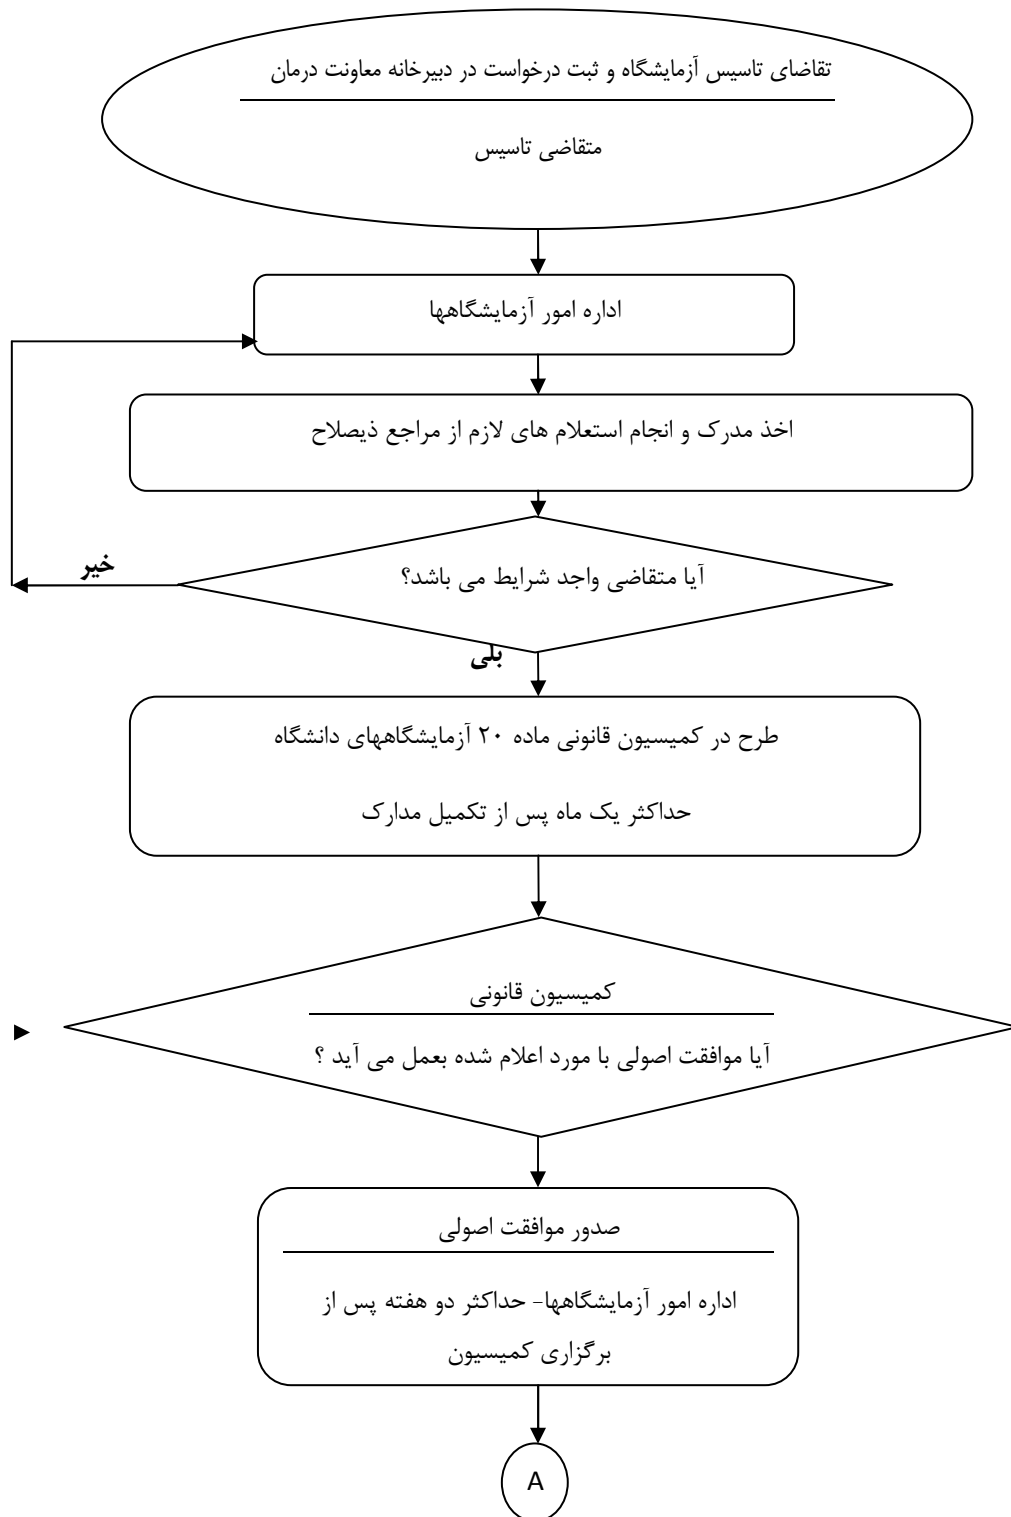 تقاضای تاسیس آزمایشگاه و ثبت درخواست در دبیرخانه معاونت درمان
متقاضی تاسیس
اداره امور آزمایشگاهها
اخذ مدرک و انجام استعلام های لازم از مراجع ذیصلاح
آیا متقاضی واجد شرایط می باشد؟
خیر
بلی
طرح در کمیسیون قانونی ماده ۲۰ آزمایشگاههای دانشگاه
حداکثر یک ماه پس از تکمیل مدارک
کمیسیون قانونی
آیا موافقت اصولی با مورد اعلام شده بعمل می آید ؟
صدور موافقت اصولی
اداره امور آزمایشگاهها- حداکثر دو هفته پس از
برگزاری کمیسیون
A